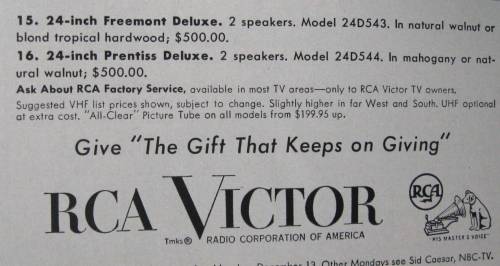 15. 24-inch Freemont Deluxe. 2 speakers. Model 24D543. In natural walnut or
blond tropical hardwood; $500.00.
16. 24-inch Prentiss Deluxe. 2 speakers. Model 24D544. In mahogany or nat-
ural walnut; $500.00.
Ask About RCA Factory Service, available in most TV areas—only to RCA Victor TV owners.
Suggested VHF list prices shown, subject to change. Slightly higher in far West and South. UHF optional
at extra cost. "All-Clear" Picture Tube on all models from $199.95 up.
Give "The Gift That Keeps on Giving"
RCA VICTOR
RCA
Tmks® RADIO CORPORATION OF AMERICA
"HIS MASTER'S VOICE"
December 13. Other Mondays see Sid Caesar, NBC-TV.